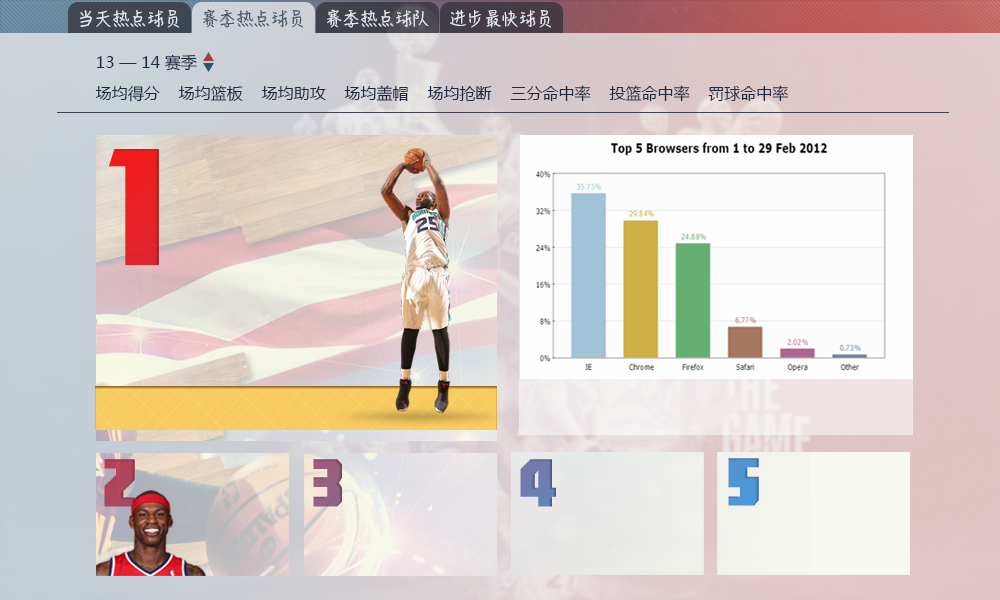 当天热点球员 赛季热点球员 赛季热点球队 进步最快球员
13 — 14 赛季
场均得分 场均篮板 场均助攻 场均盖帽 场均抢断 三分命中率 投篮命中率 罚球命中率
1
25
Top 5 Browsers from 1 to 29 Feb 2012
40%
32%
24%
16%
8%
0%
35.75%
29.84%
24.88%
6.77%
2.02%
0.73%
IE Chrome Firefox Safari Opera Other
THE
GAME
2
3
4
5